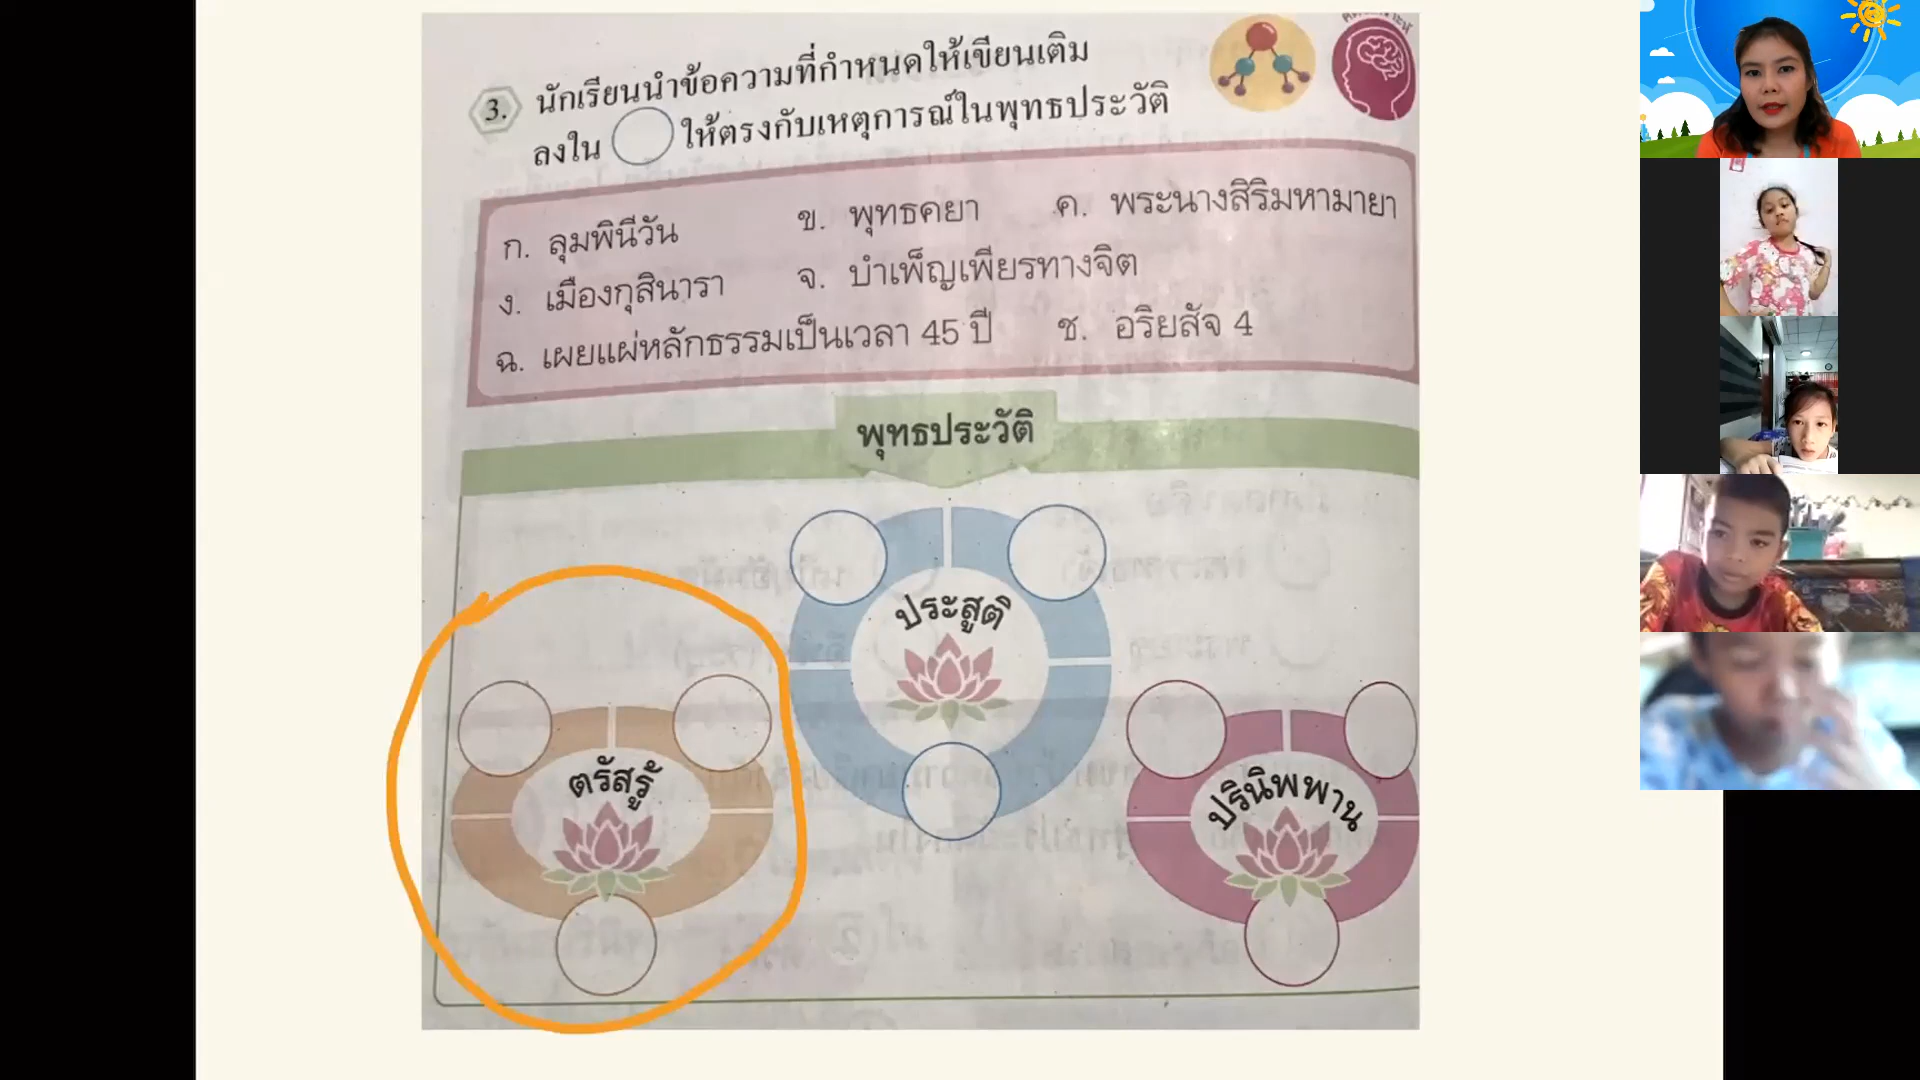 3. นักเรียนนำข้อความที่กำหนดให้เขียนเติม
ลงใน ให้ตรงกับเหตุการณ์ในพุทธประวัติ
ก. ลุมพินีวัน ข. พุทธคยา ค. พระนางสิริมหามายา
ง. เมืองกุสินารา จ. บำเพ็ญเพียรทางจิต
ฉ. เผยแผ่หลักธรรมเป็นเวลา 45 ปี ช. อริยสัจ 4
พุทธประวัติ
ประสูติ
ตรัสรู้
ปรินิพพาน